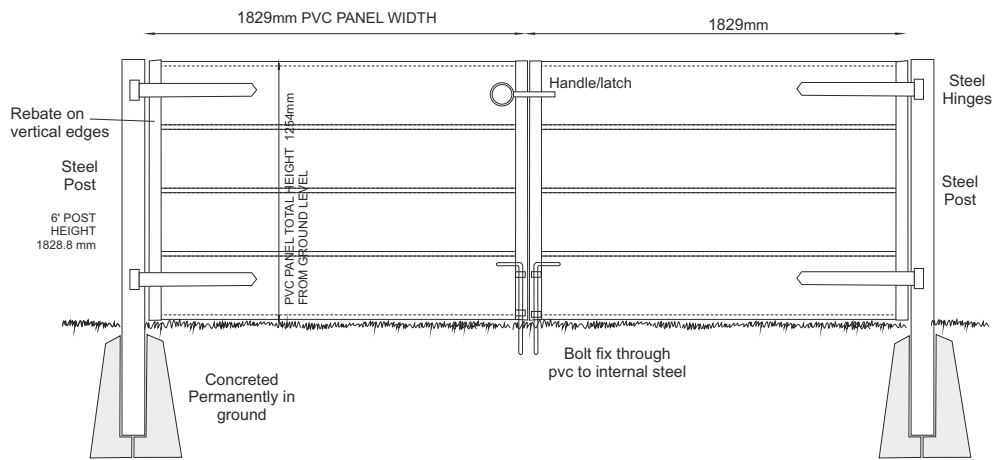 1829mm PVC PANEL WIDTH
1829mm
Handle/latch
Steel
Hinges
Rebate on
vertical edges
Steel
Post
6' POST
HEIGHT
1828.8 mm
PVC PANEL TOTAL HEIGHT 1254mm
FROM GROUND LEVEL
Steel
Post
Concreted
Permanently in
ground
Bolt fix through
pvc to internal steel